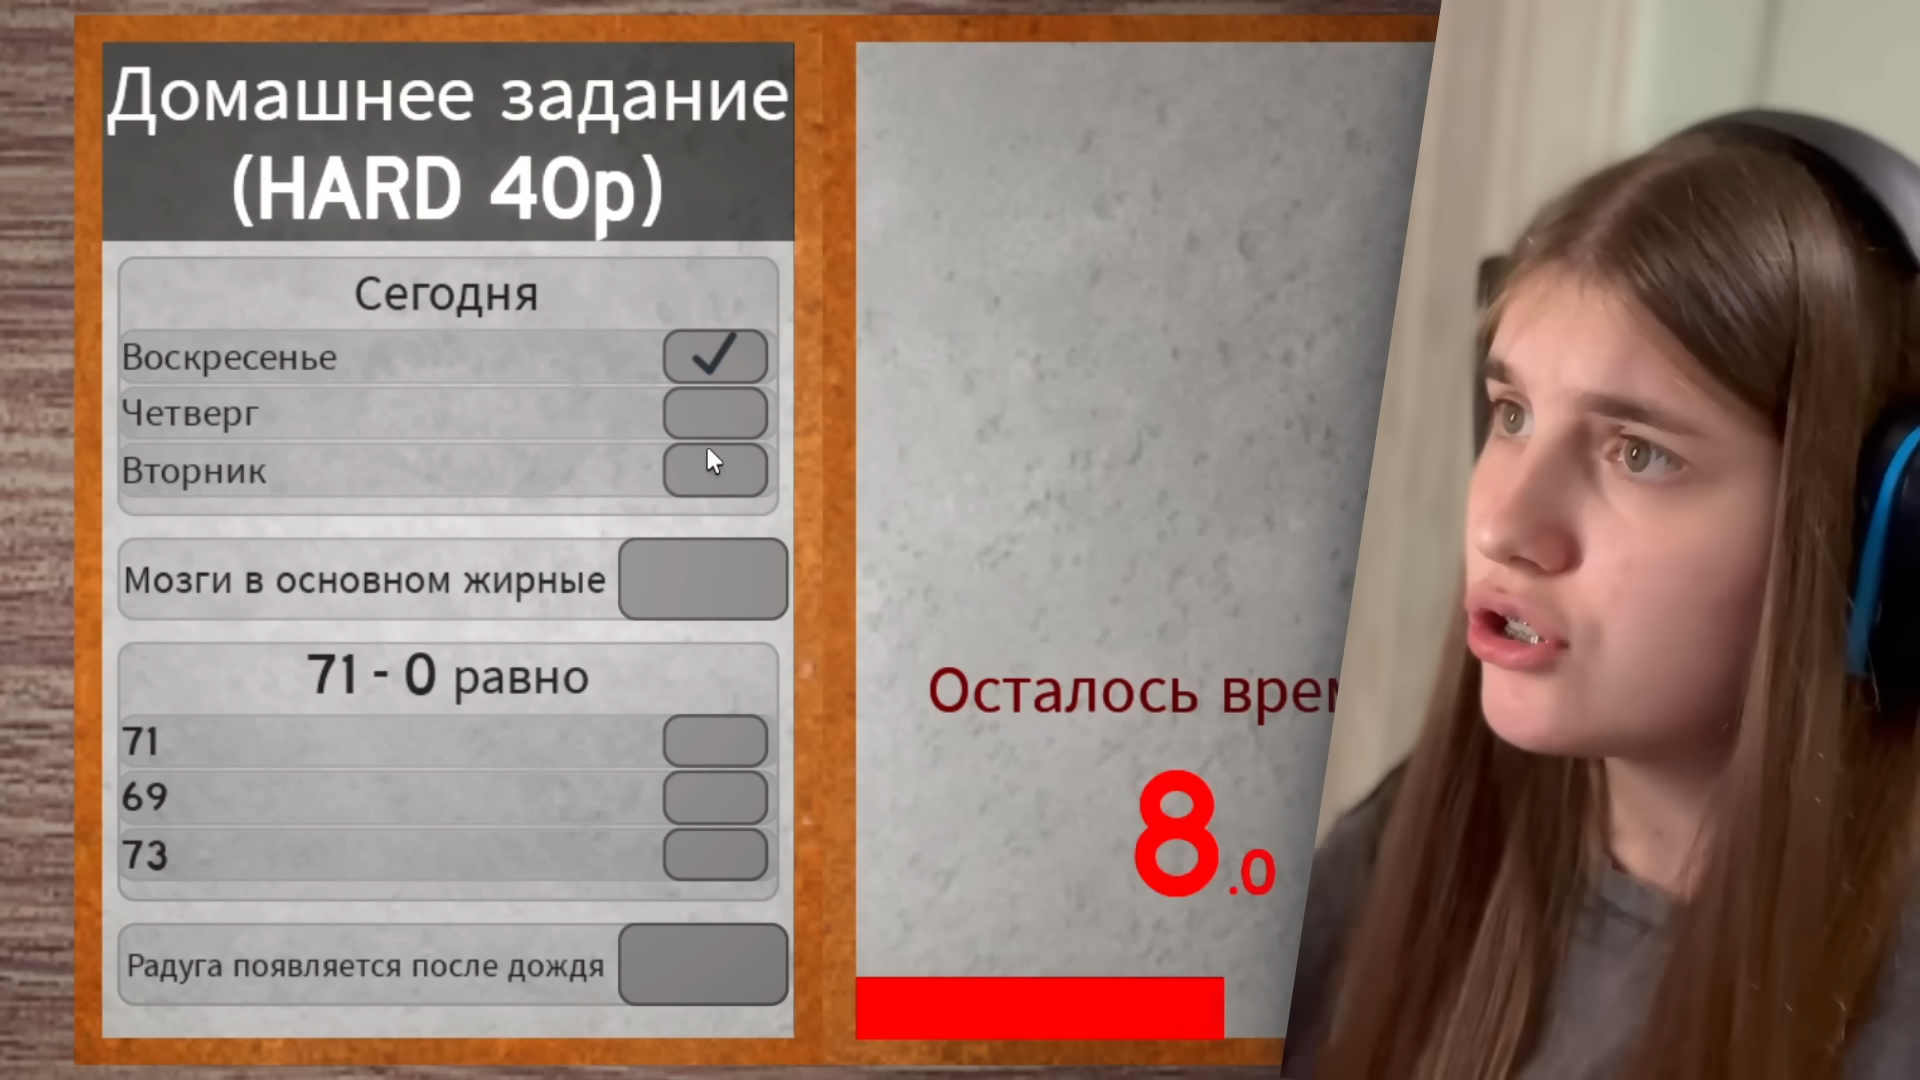 Домашнее задание
(HARD 40p)
Сегодня
Воскресенье
Четверг
Вторник
Мозги в основном жирные
71 - 0 равно
71
69
73
Радуга появляется после дождя
Осталось
8.0